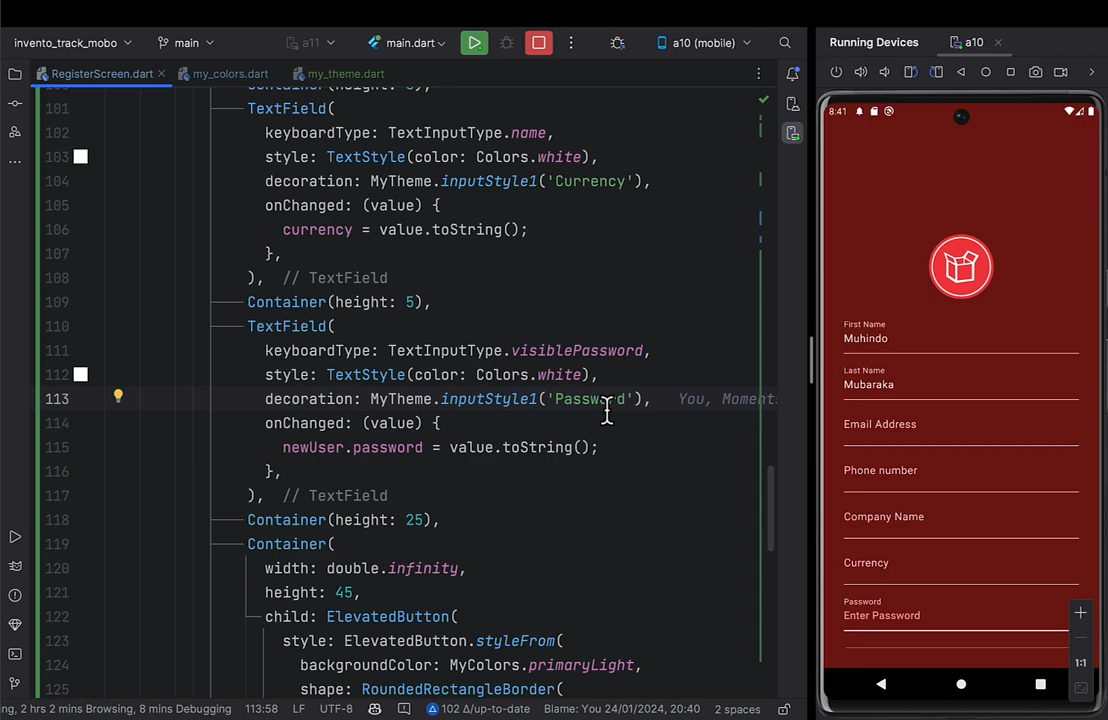 invento_track_mobo
main
a11
main.dart
a10 (mobile)
Running Devices
a10
RegisterScreen.dart
my_colors.dart
my_theme.dart
101 TextField(
102 keyboardType: TextInputType.name,
103 style: TextStyle(color: Colors.white),
104 decoration: MyTheme.inputStyle1('Currency'),
105 onChanged: (value) {
106 currency = value.toString();
107 },
108 ), // TextField
109 Container(height: 5),
110 TextField(
111 keyboardType: TextInputType.visiblePassword,
112 style: TextStyle(color: Colors.white),
113 decoration: MyTheme.inputStyle1('Password'), You, Moment
114 onChanged: (value) {
115 newUser.password = value.toString();
116 },
117 ), // TextField
118 Container(height: 25),
119 Container(
120 width: double.infinity,
121 height: 45,
122 child: ElevatedButton(
123 style: ElevatedButton.styleFrom(
124 backgroundColor: MyColors.primaryLight,
125 shape: RoundedRectangleBorder(
ng, 2 hrs 2 mins Browsing, 8 mins Debugging 113:58 LF UTF-8 102 Δ/up-to-date Blame: You 24/01/2024, 20:40 2 spaces
8:41
First Name
Muhindo
Last Name
Mubaraka
Email Address
Phone number
Company Name
Currency
Password
Enter Password
1:1